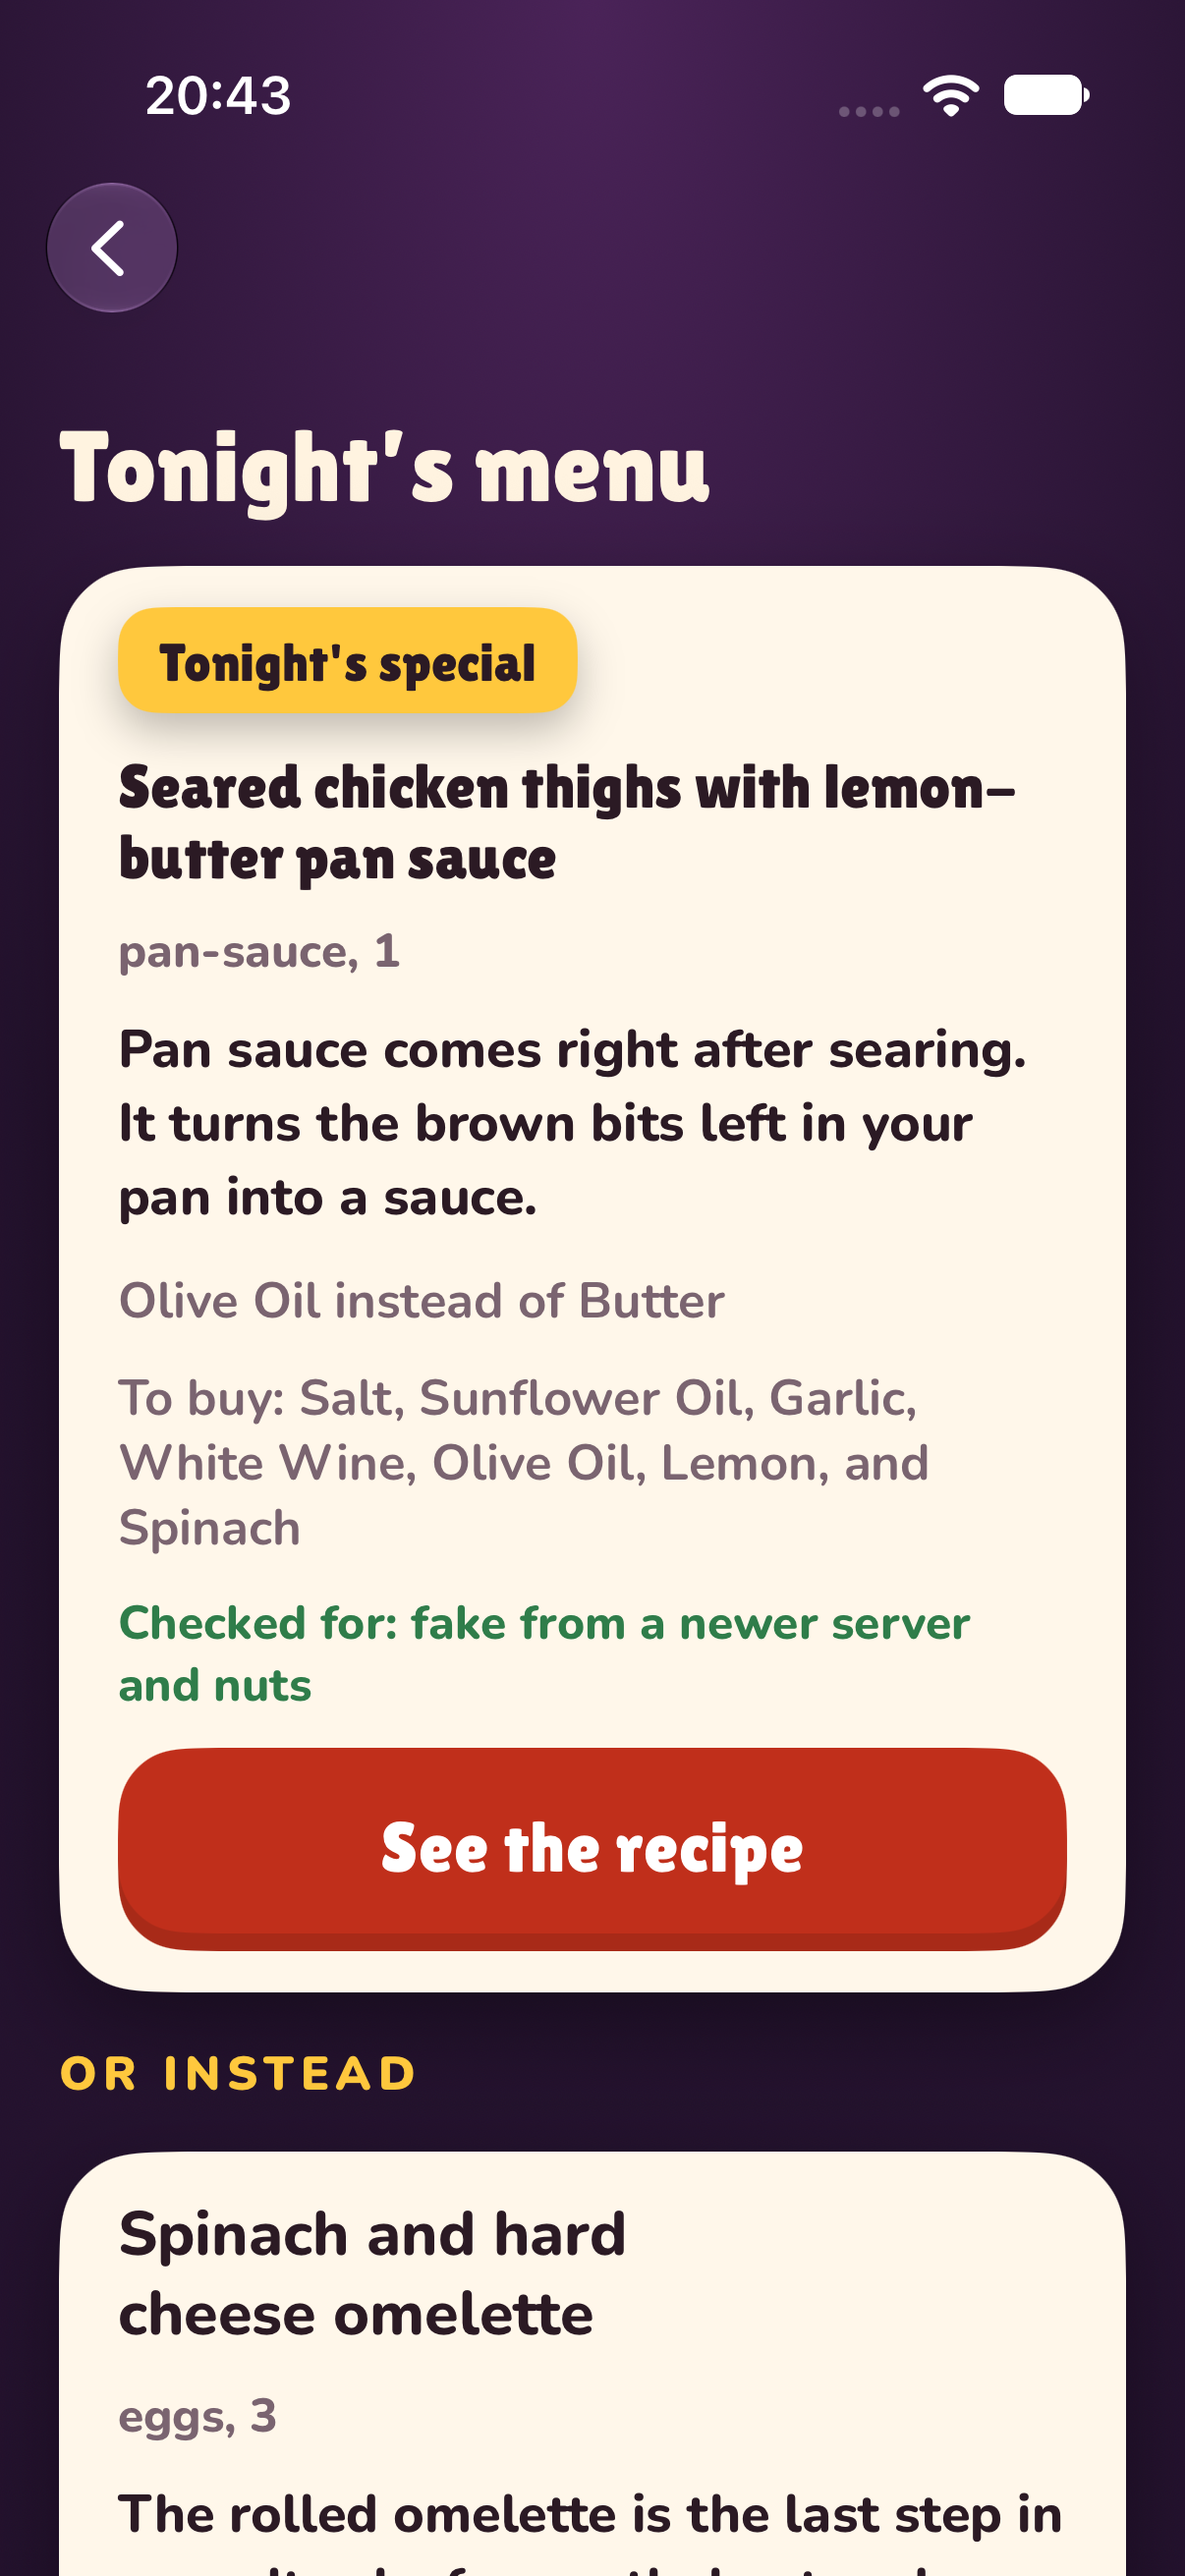 20:43
Tonight's menu
Tonight's special
Seared chicken thighs with lemon-
butter pan sauce
pan-sauce, 1
Pan sauce comes right after searing.
It turns the brown bits left in your
pan into a sauce.
Olive Oil instead of Butter
To buy: Salt, Sunflower Oil, Garlic,
White Wine, Olive Oil, Lemon, and
Spinach
Checked for: fake from a newer server
and nuts
See the recipe
OR INSTEAD
Spinach and hard
cheese omelette
eggs, 3
The rolled omelette is the last step in